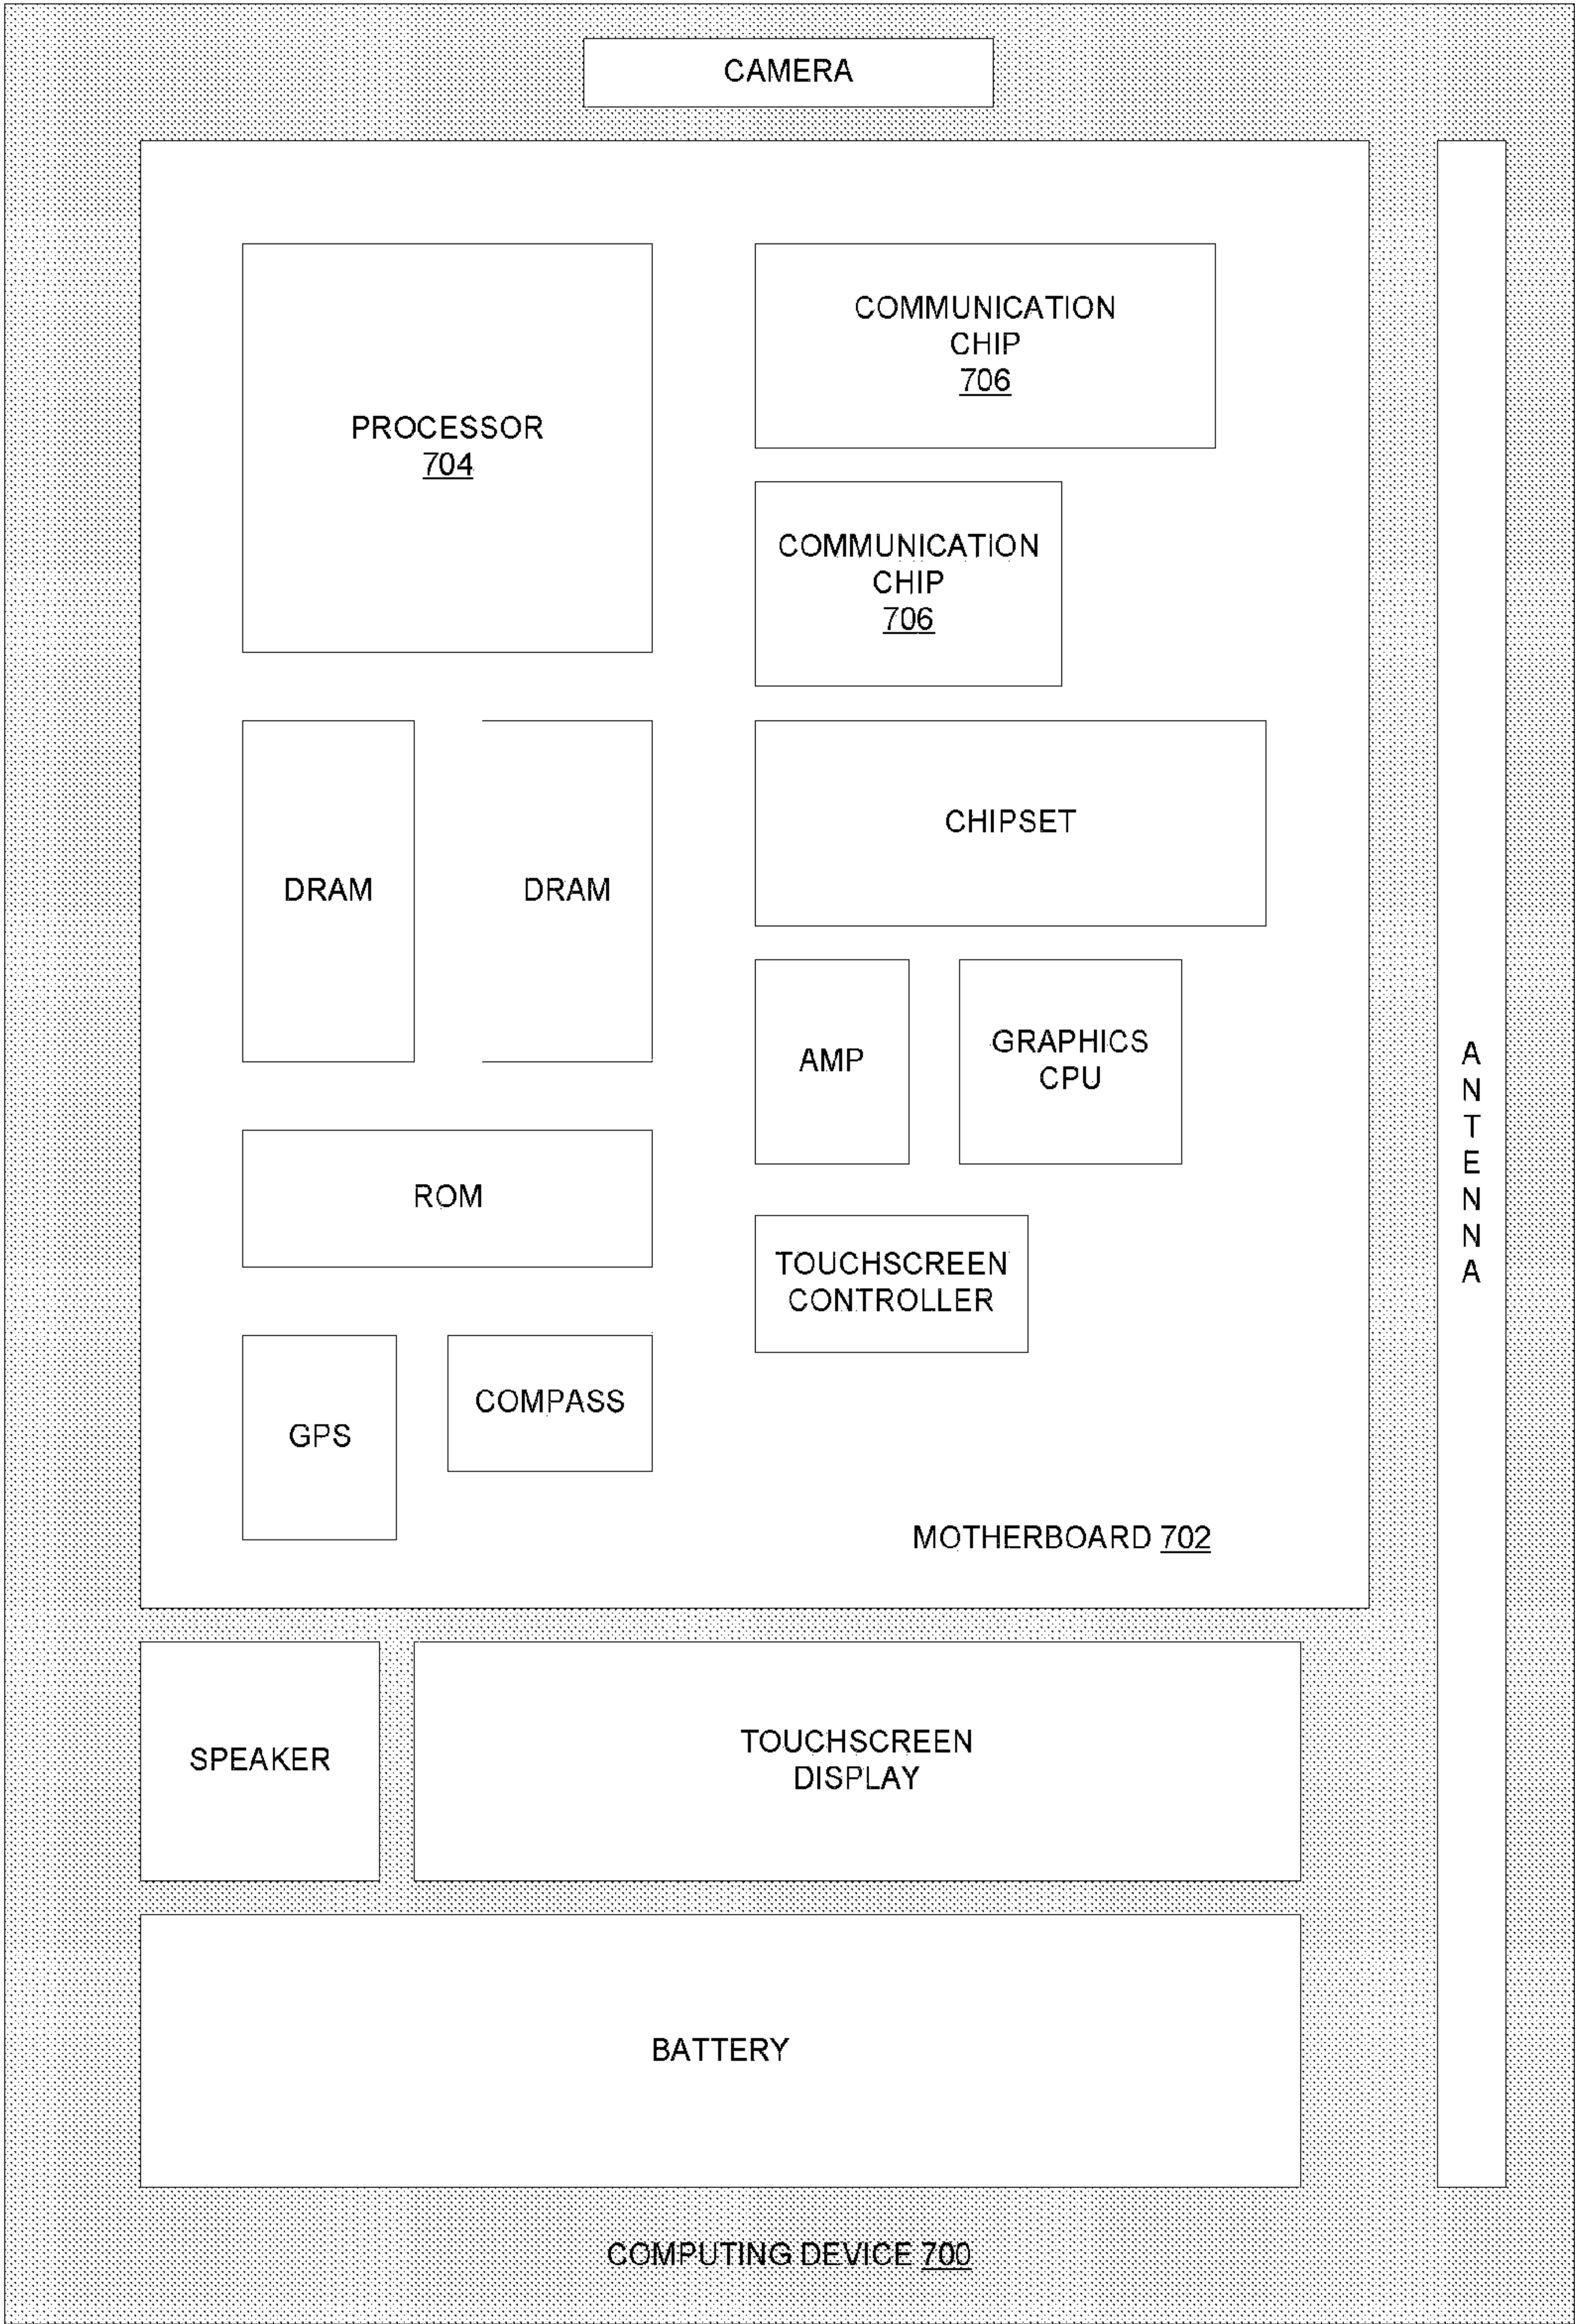 CAMERA
PROCESSOR
704
COMMUNICATION
CHIP
706
COMMUNICATION
CHIP
706
DRAM
DRAM
CHIPSET
AMP
GRAPHICS
CPU
ROM
TOUCHSCREEN
CONTROLLER
GPS
COMPASS
MOTHERBOARD 702
ANTENNA
SPEAKER
TOUCHSCREEN
DISPLAY
BATTERY
COMPUTING DEVICE 700